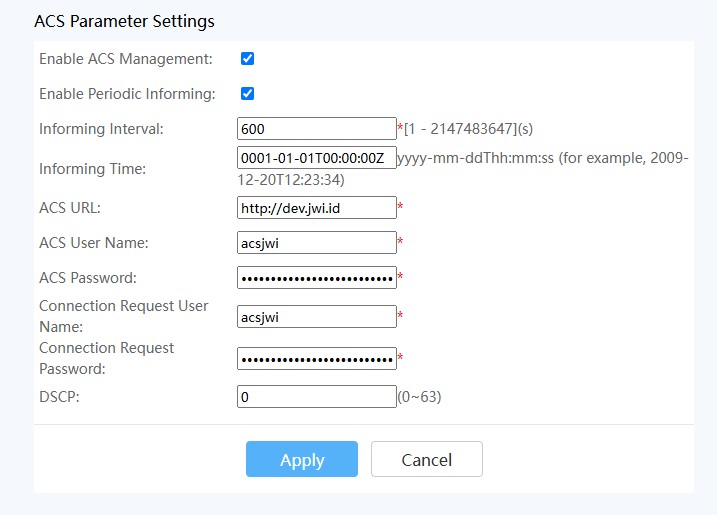 ACS Parameter Settings
Enable ACS Management:
Enable Periodic Informing:
Informing Interval: 600 *[1 - 2147483647](s)
Informing Time: 0001-01-01T00:00:00Z yyyy-mm-ddThh:mm:ss (for example, 2009-
12-20T12:23:34)
ACS URL: http://dev.jwi.id *
ACS User Name: acsjwi *
ACS Password: •••••••••••••••••••••••••• *
Connection Request User
Name: acsjwi *
Connection Request
Password: •••••••••••••••••••••••••• *
DSCP: 0 (0~63)
Apply Cancel